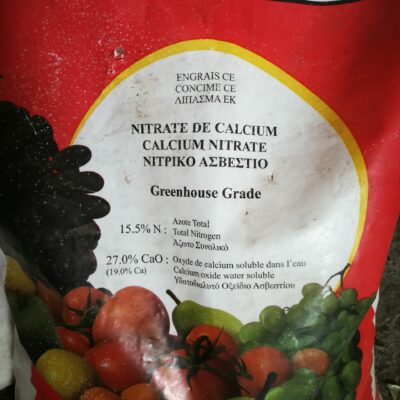 ENGRAIS CE
CONCIME CE
ΛΙΠΑΣΜΑ ΕΚ
NITRATE DE CALCIUM
CALCIUM NITRATE
ΝΙΤΡΙΚΟ ΑΣΒΕΣΤΙΟ
Greenhouse Grade
15.5% N :
Azote Total
Total Nitrogen
Άζωτο Συνολικό
27.0% CaO :
(19.0% Ca)
Oxyde de calcium soluble dans l'eau
Calcium oxide water soluble
Υδατοδιαλυτό Οξείδιο Ασβεστίου